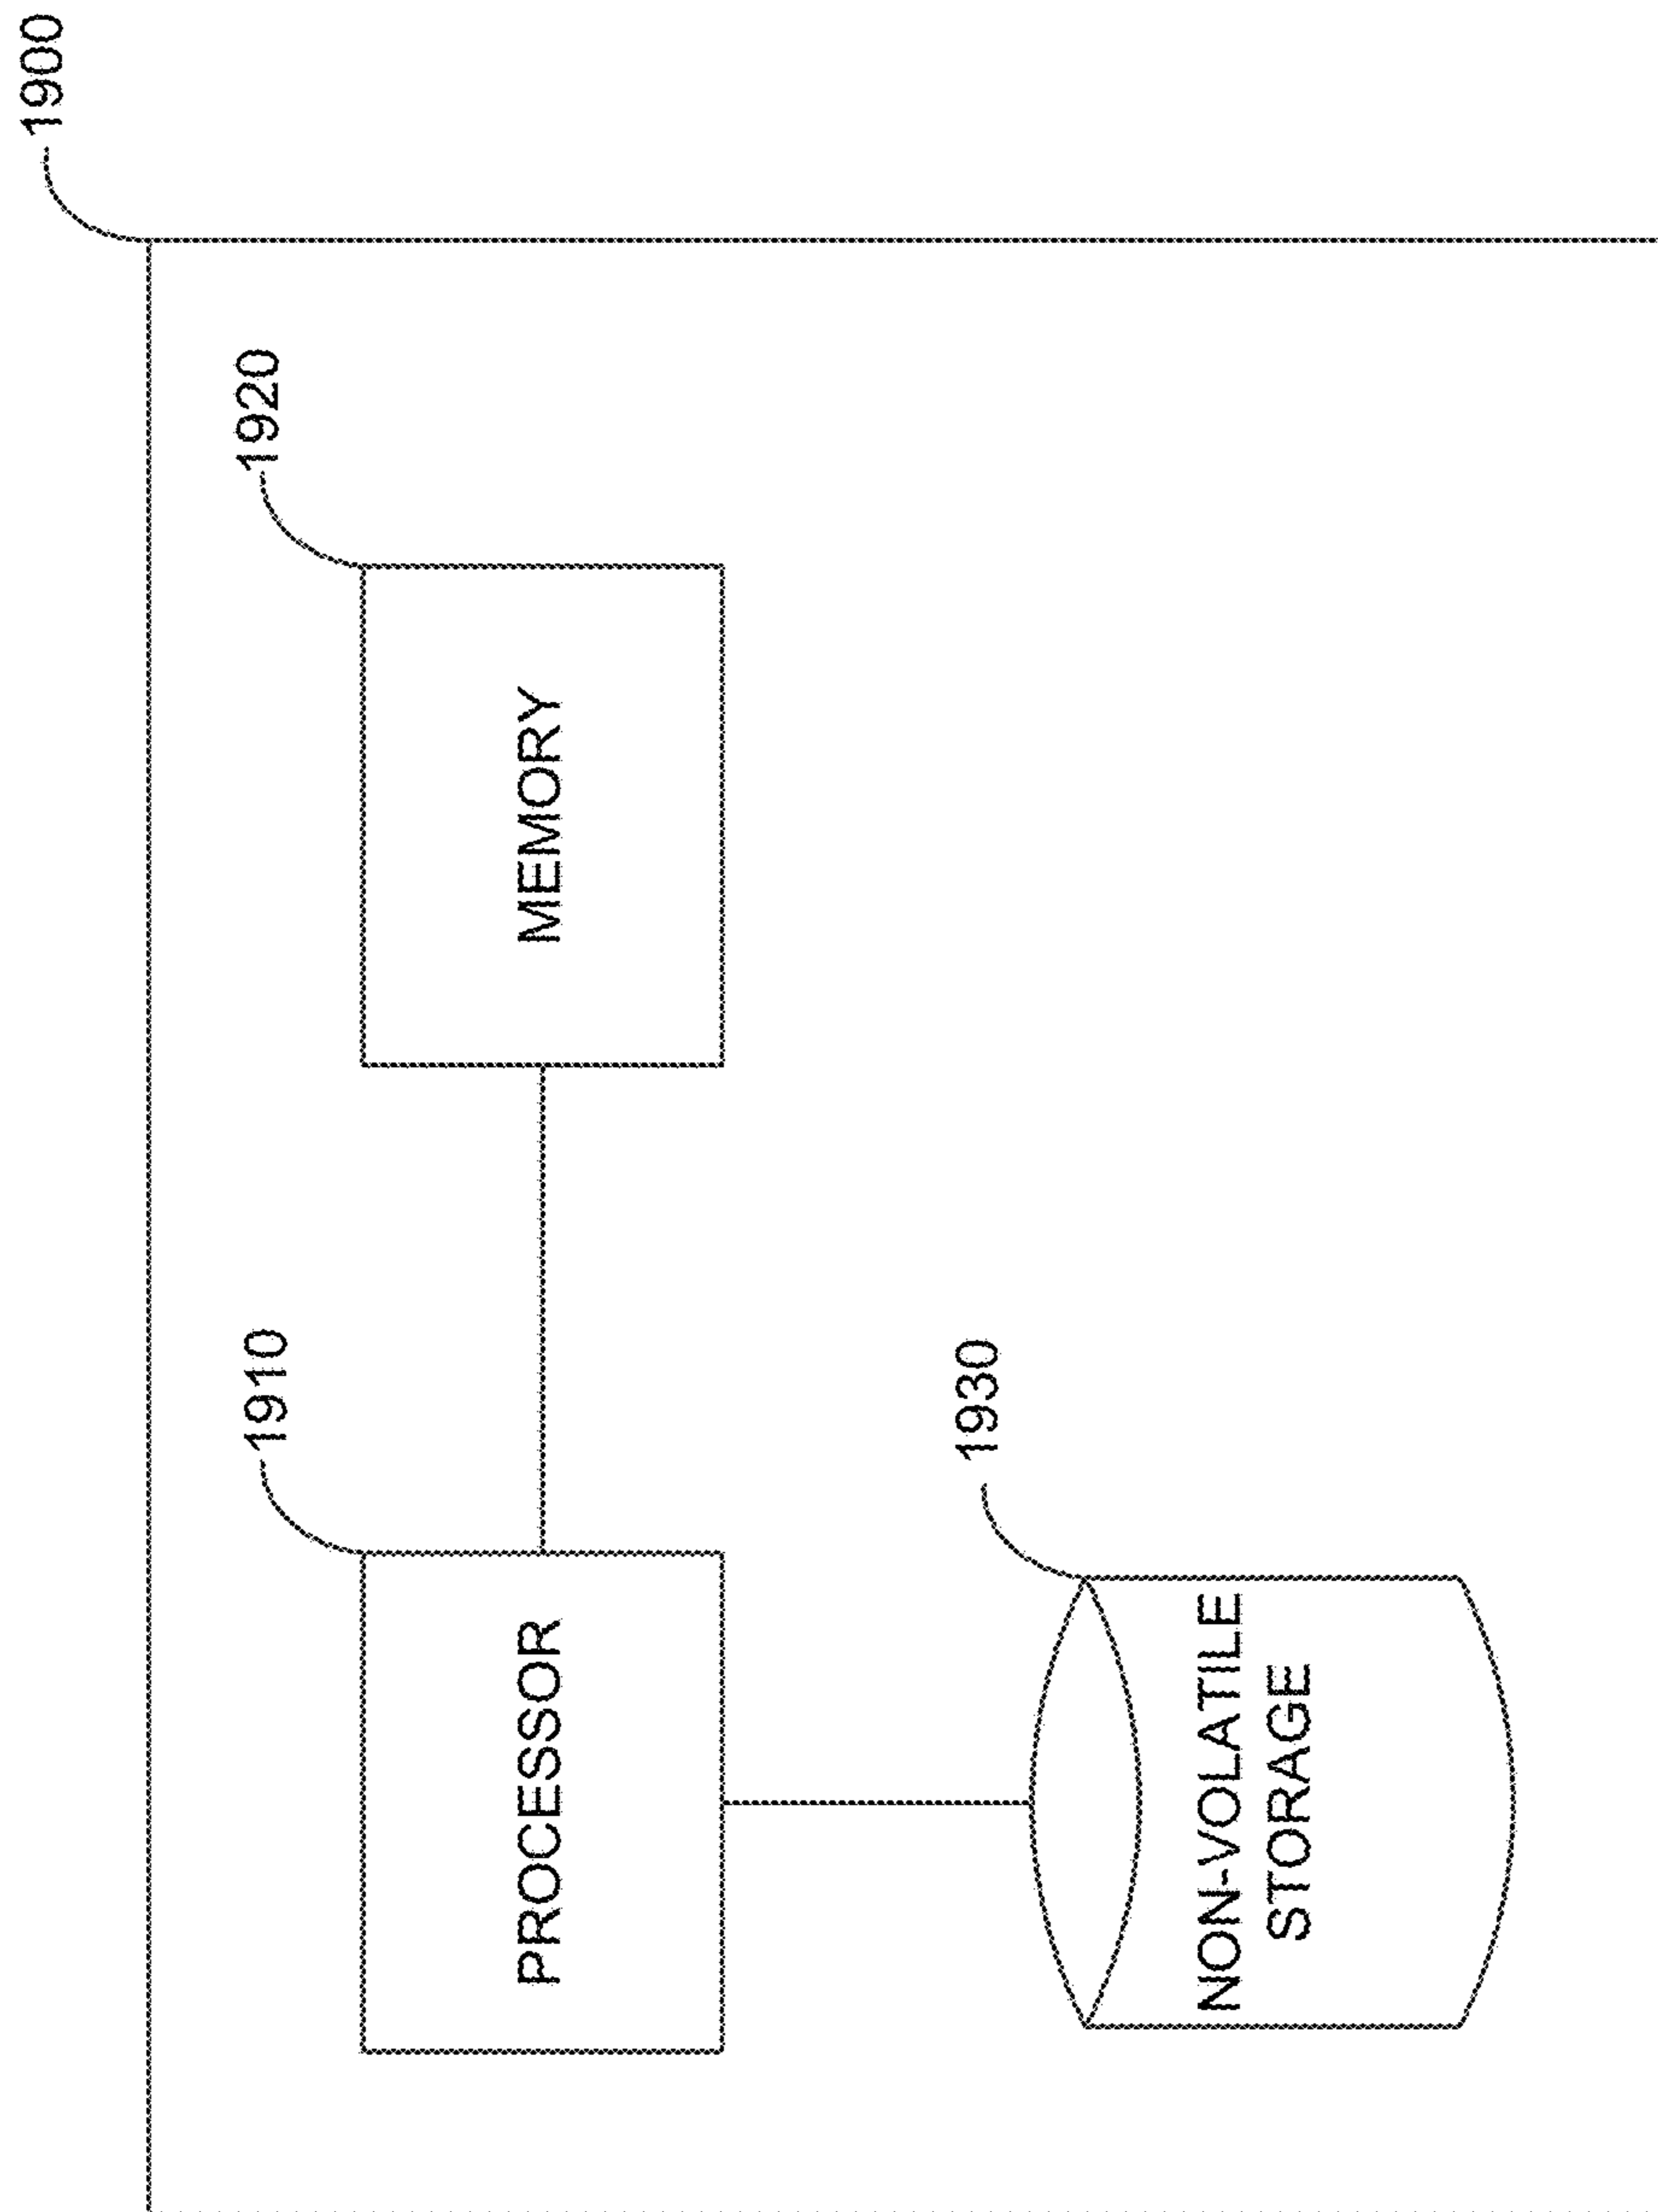 1900
1910
PROCESSOR
1920
MEMORY
1930
NON-VOLATILE
STORAGE